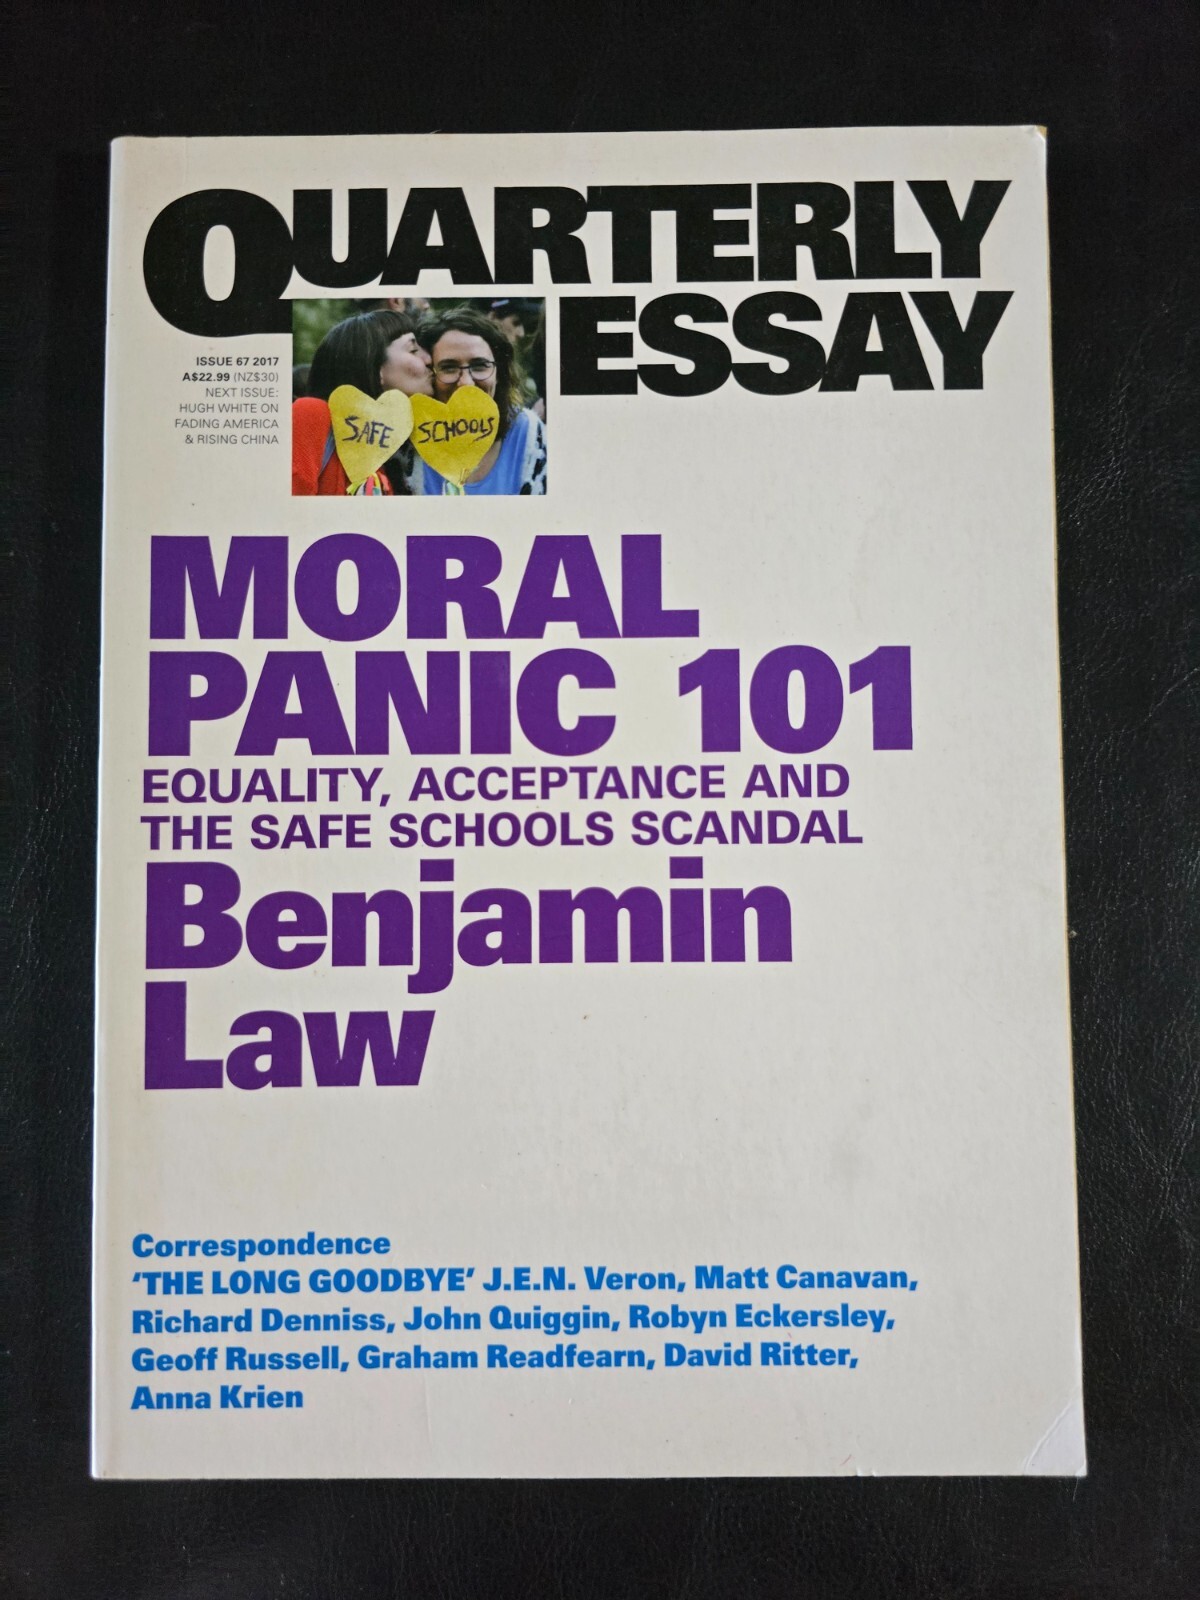 QUARTERLY
ESSAY
ISSUE 67 2017
A$22.99 (NZ$30)
NEXT ISSUE:
HUGH WHITE ON
FADING AMERICA
& RISING CHINA
SAFE SCHOOLS
MORAL
PANIC 101
EQUALITY, ACCEPTANCE AND
THE SAFE SCHOOLS SCANDAL
Benjamin
Law
Correspondence
‘THE LONG GOODBYE’ J.E.N. Veron, Matt Canavan,
Richard Denniss, John Quiggin, Robyn Eckersley,
Geoff Russell, Graham Readfearn, David Ritter,
Anna Krien